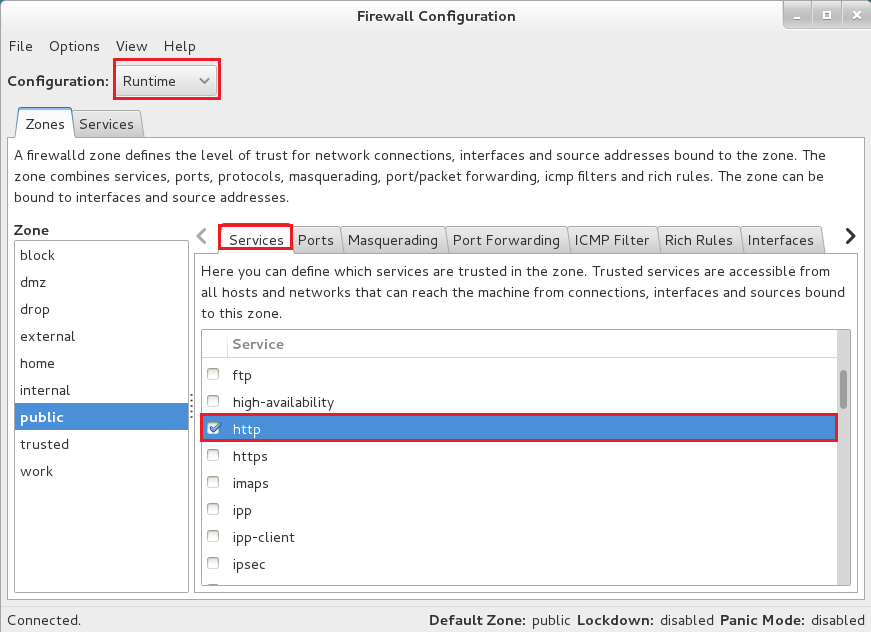 Firewall Configuration
File Options View Help
Configuration: Runtime
Zones Services
A firewalld zone defines the level of trust for network connections, interfaces and source addresses bound to the zone. The
zone combines services, ports, protocols, masquerading, port/packet forwarding, icmp filters and rich rules. The zone can be
bound to interfaces and source addresses.
Zone
block
dmz
drop
external
home
internal
public
trusted
work
Services Ports Masquerading Port Forwarding ICMP Filter Rich Rules Interfaces
Here you can define which services are trusted in the zone. Trusted services are accessible from
all hosts and networks that can reach the machine from connections, interfaces and sources bound
to this zone.
Service
ftp
high-availability
http
https
imaps
ipp
ipp-client
ipsec
Connected.
Default Zone: public Lockdown: disabled Panic Mode: disabled